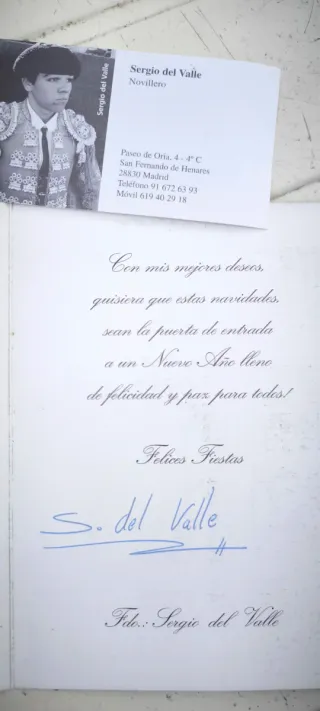 Sergio del Valle
Sergio del Valle
Novillero
Paseo de Oria, 4 - 4º C
San Fernando de Henares
28830 Madrid
Teléfono 91 672 63 93
Móvil 619 40 29 18
Con mis mejores deseos,
quisiera que estas navidades,
sean la puerta de entrada
a un Nuevo Año lleno
de felicidad y paz para todos!
Felices Fiestas
S. del Valle
Fdo.: Sergio del Valle